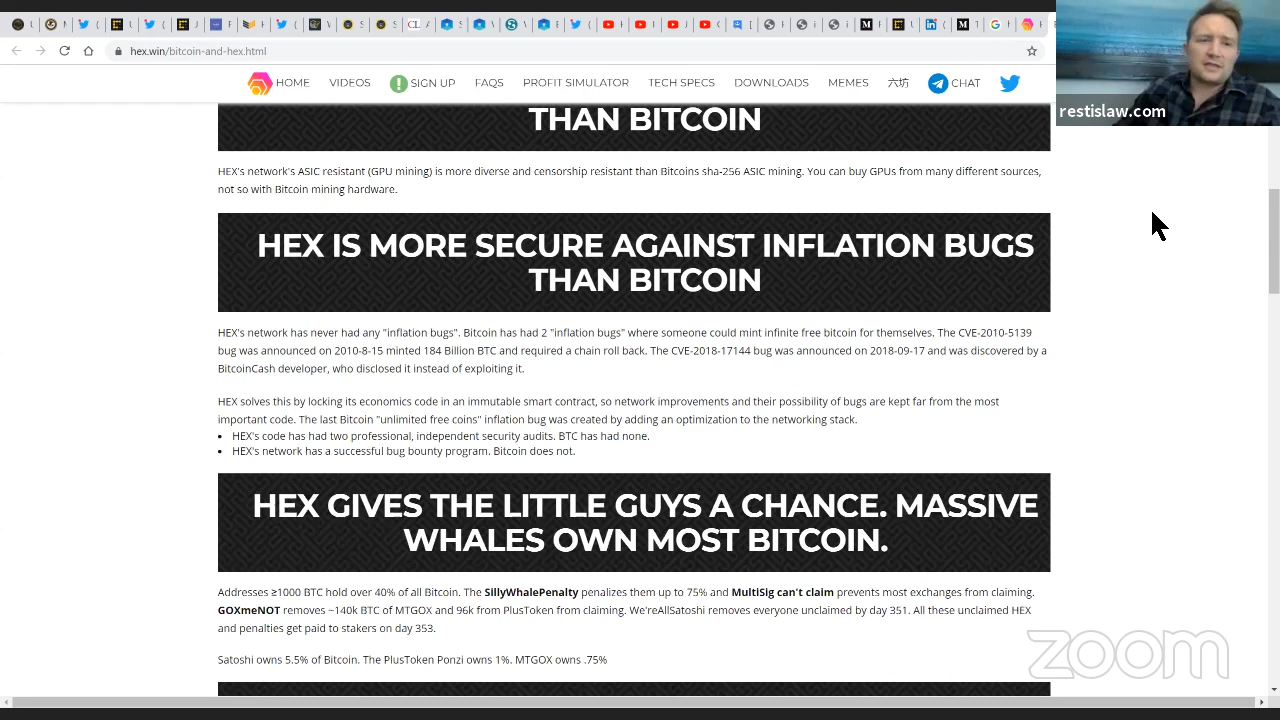 hex.win/bitcoin-and-hex.html
HOME VIDEOS SIGN UP FAQS PROFIT SIMULATOR TECH SPECS DOWNLOADS MEMES 六坊 CHAT
restislaw.com
THAN BITCOIN
HEX's network's ASIC resistant (GPU mining) is more diverse and censorship resistant than Bitcoins sha-256 ASIC mining. You can buy GPUs from many different sources,
not so with Bitcoin mining hardware.
HEX IS MORE SECURE AGAINST INFLATION BUGS
THAN BITCOIN
HEX's network has never had any "inflation bugs". Bitcoin has had 2 "inflation bugs" where someone could mint infinite free bitcoin for themselves. The CVE-2010-5139
bug was announced on 2010-8-15 minted 184 Billion BTC and required a chain roll back. The CVE-2018-17144 bug was announced on 2018-09-17 and was discovered by a
BitcoinCash developer, who disclosed it instead of exploiting it.
HEX solves this by locking its economics code in an immutable smart contract, so network improvements and their possibility of bugs are kept far from the most
important code. The last Bitcoin "unlimited free coins" inflation bug was created by adding an optimization to the networking stack.
• HEX's code has had two professional, independent security audits. BTC has had none.
• HEX's network has a successful bug bounty program. Bitcoin does not.
HEX GIVES THE LITTLE GUYS A CHANCE. MASSIVE
WHALES OWN MOST BITCOIN.
Addresses ≥1000 BTC hold over 40% of all Bitcoin. The SillyWhalePenalty penalizes them up to 75% and MultiSig can't claim prevents most exchanges from claiming.
GOXmeNOT removes ~140k BTC of MTGOX and 96k from PlusToken from claiming. We'reAllSatoshi removes everyone unclaimed by day 351. All these unclaimed HEX
and penalties get paid to stakers on day 353.
Satoshi owns 5.5% of Bitcoin. The PlusToken Ponzi owns 1%. MTGOX owns .75%
zoom